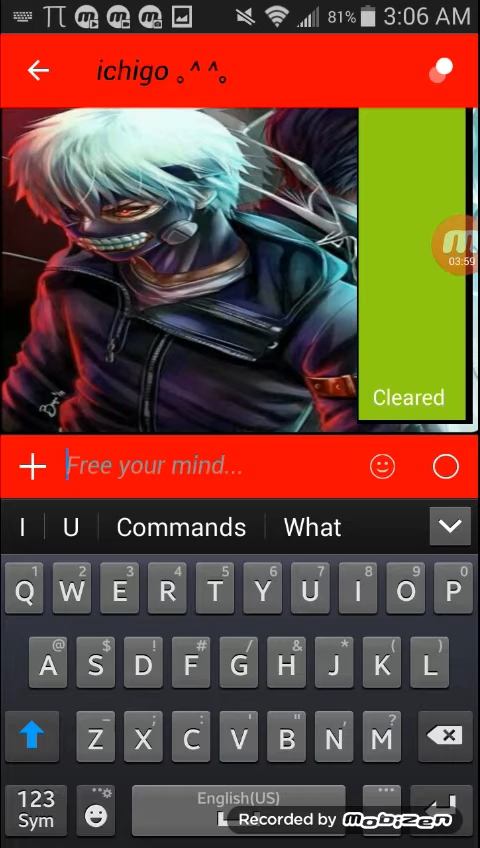 81% 3:06 AM
ichigo ｡^ ^｡
03:59
Cleared
Free your mind...
I U Commands What
1 2 3 4 5 6 7 8 9 0
Q W E R T Y U I O P
@ $ ! # / & * ( )
A S D F G H J K L
_ ; : ' " , ?
Z X C V B N M
123
Sym
English(US)
Recorded by mobizen